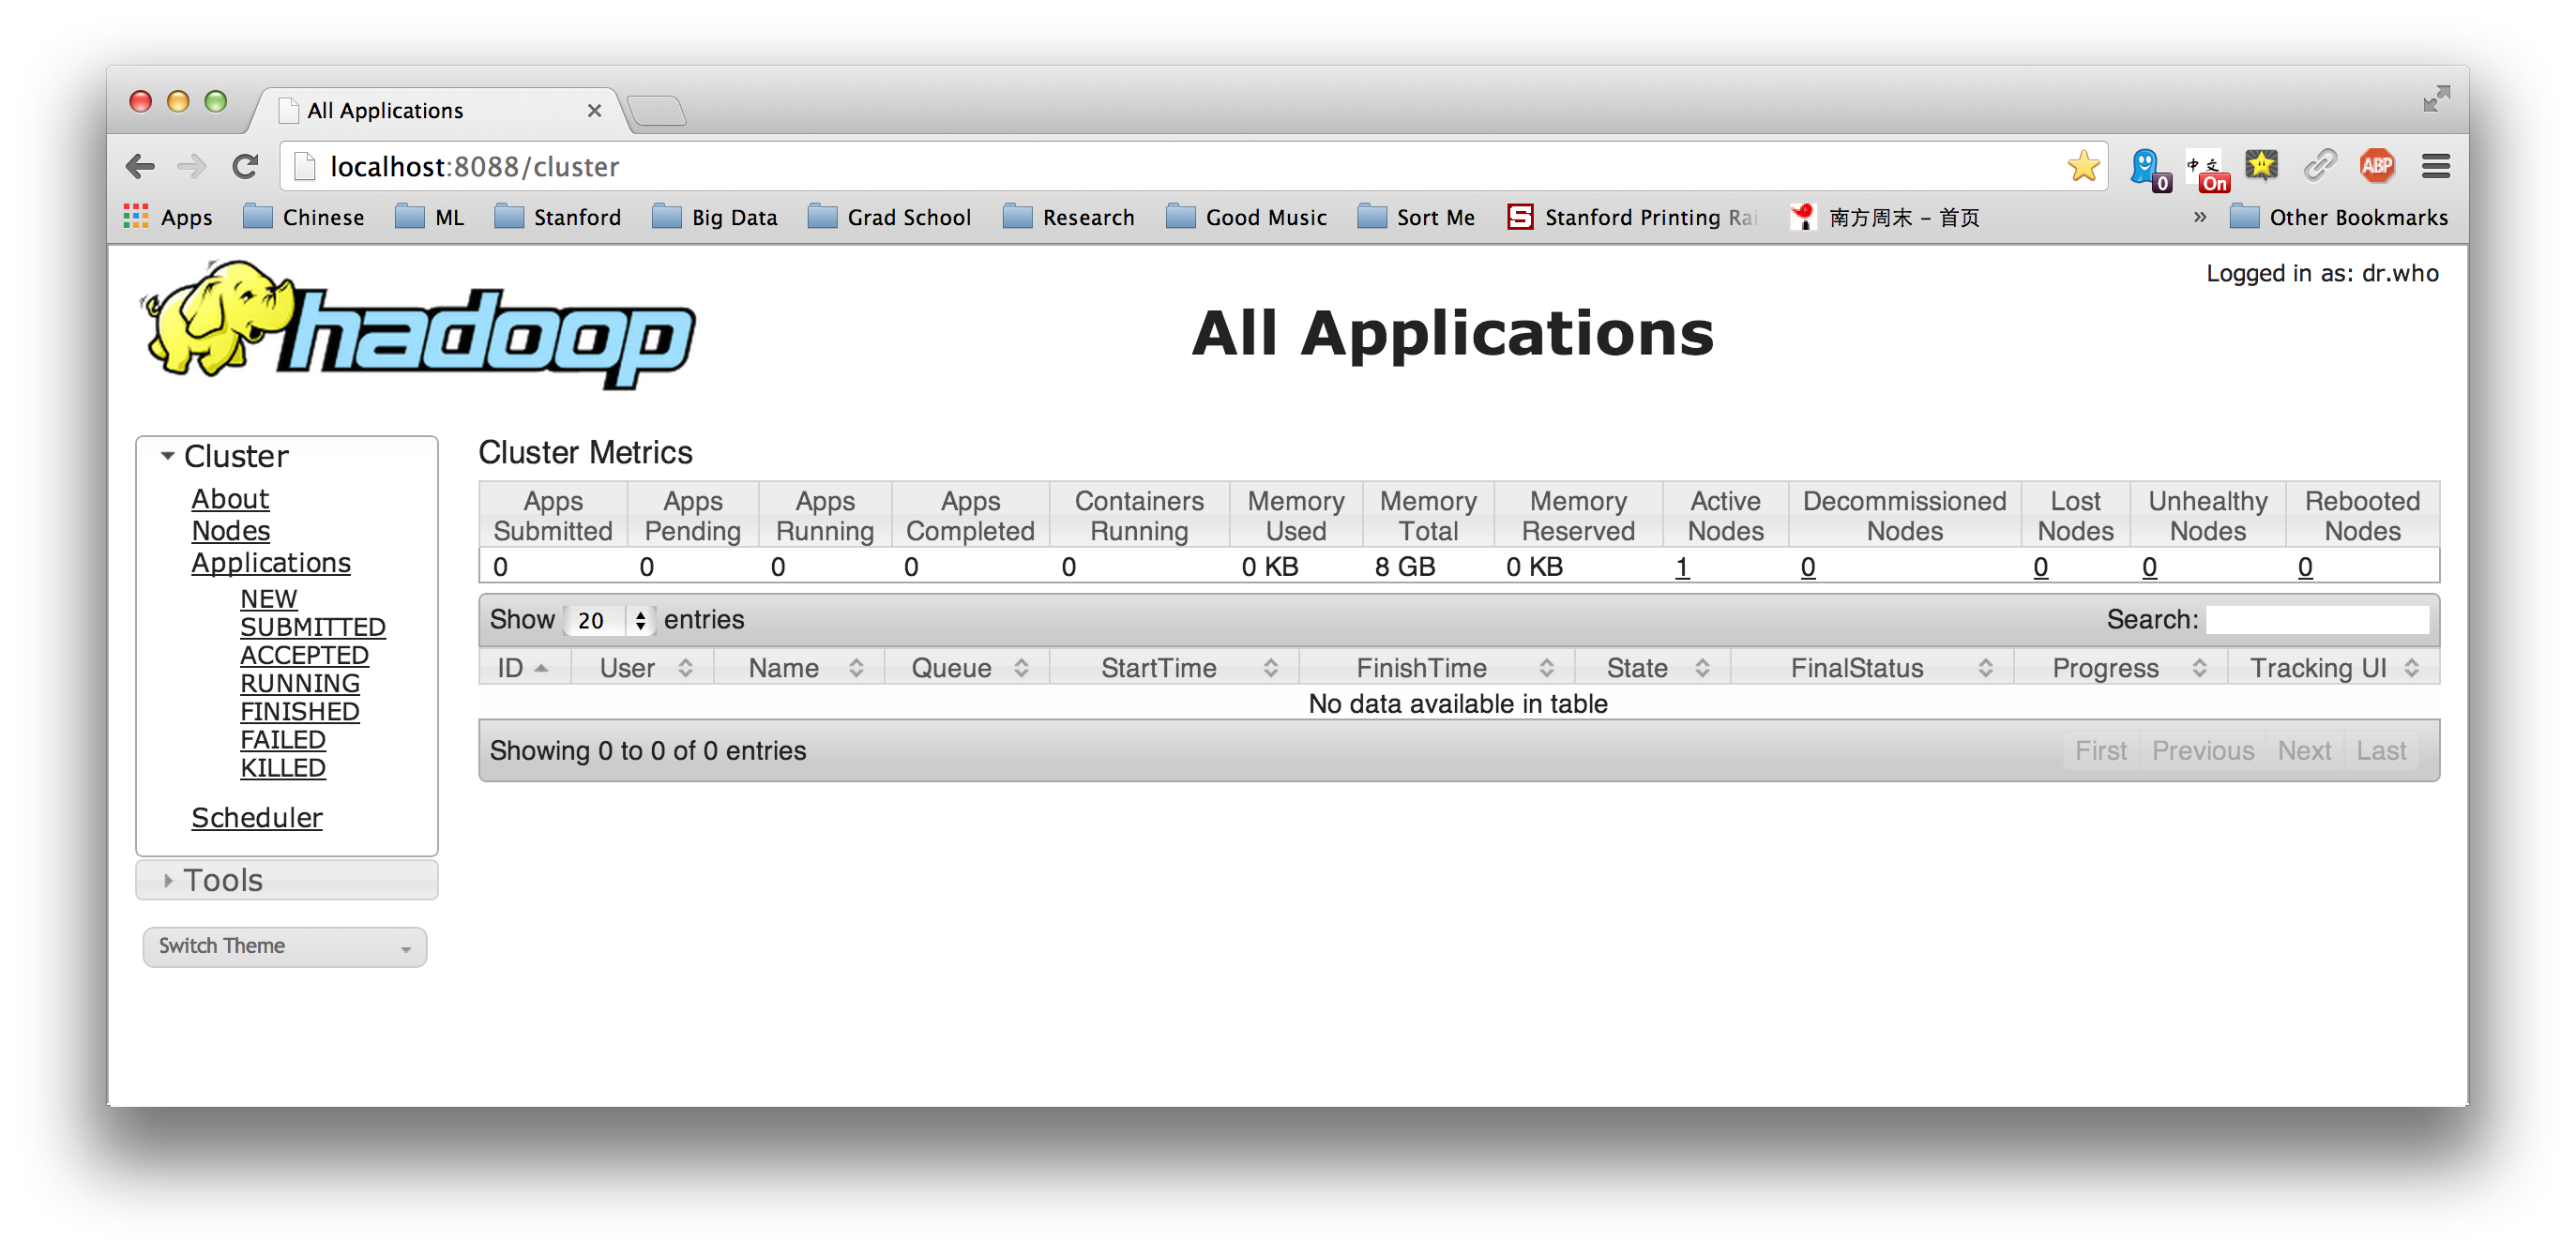 All Applications
localhost:8088/cluster
0
中文
On
ABP
Apps Chinese ML Stanford Big Data Grad School Research Good Music Sort Me Stanford Printing Rai 南方周末 – 首页 » Other Bookmarks
hadoop
Logged in as: dr.who
All Applications
Cluster
About
Nodes
Applications
NEW
SUBMITTED
ACCEPTED
RUNNING
FINISHED
FAILED
KILLED
Scheduler
Tools
Switch Theme
Cluster Metrics
Apps Submitted Apps Pending Apps Running Apps Completed Containers Running Memory Used Memory Total Memory Reserved Active Nodes Decommissioned Nodes Lost Nodes Unhealthy Nodes Rebooted Nodes
0 0 0 0 0 0 KB 8 GB 0 KB 1 0 0 0 0
Show 20 entries Search:
ID User Name Queue StartTime FinishTime State FinalStatus Progress Tracking UI
No data available in table
Showing 0 to 0 of 0 entries First Previous Next Last